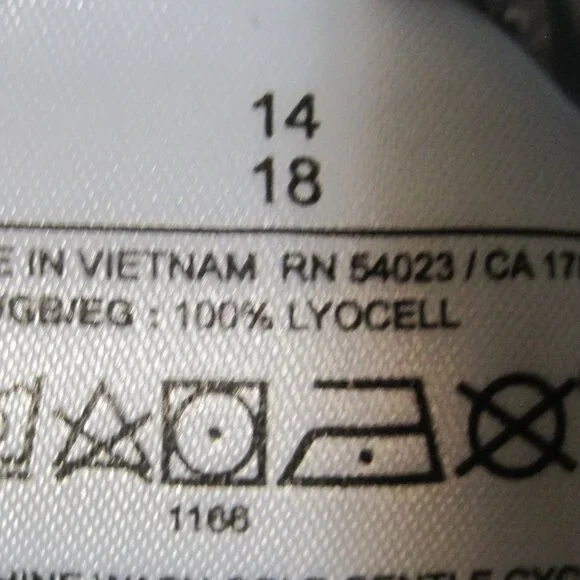 14
18
E IN VIETNAM RN 54023 / CA 17
/GB/EG : 100% LYOCELL
1166